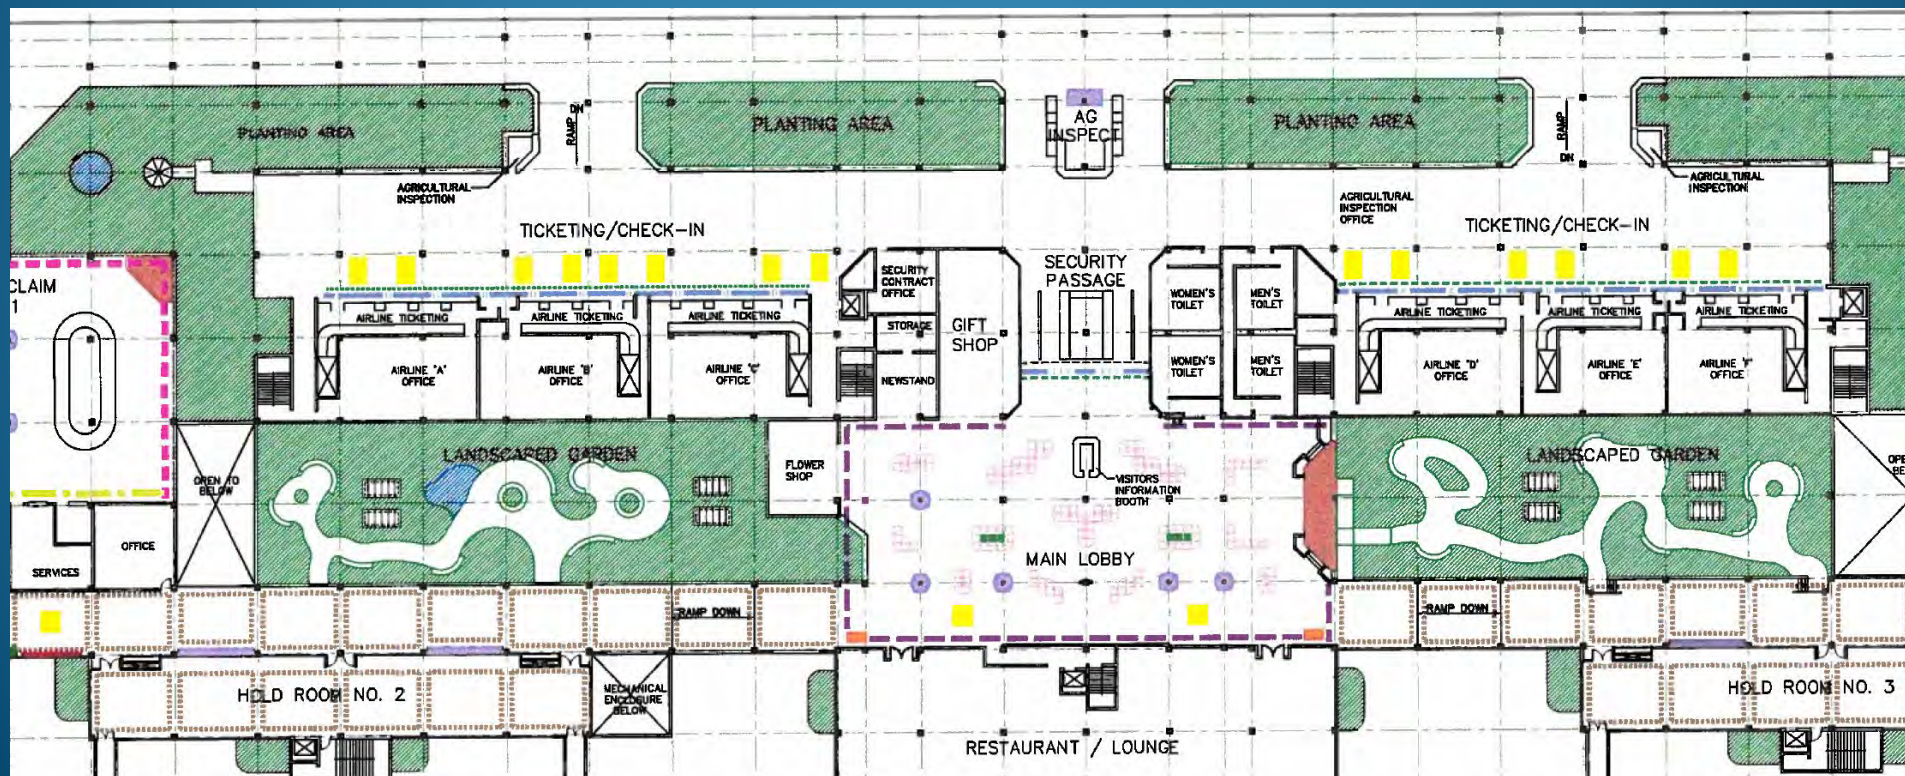 PLANTING AREA
PLANTING AREA
AG
INSPECT
PLANTING AREA
RAMP
DN
RAMP
DN
AGRICULTURAL
INSPECTION
AGRICULTURAL
INSPECTION
OFFICE
AGRICULTURAL
INSPECTION
TICKETING/CHECK-IN
TICKETING/CHECK-IN
CLAIM
1
SECURITY
CONTRACT
OFFICE
SECURITY
PASSAGE
WOMEN'S
TOILET
MEN'S
TOILET
AIRLINE TICKETING
AIRLINE TICKETING
AIRLINE TICKETING
STORAGE
GIFT
SHOP
AIRLINE TICKETING
AIRLINE TICKETING
AIRLINE TICKETING
AIRLINE "A"
OFFICE
AIRLINE "B"
OFFICE
AIRLINE "C"
OFFICE
NEWSTAND
WOMEN'S
TOILET
MEN'S
TOILET
AIRLINE "D"
OFFICE
AIRLINE "E"
OFFICE
AIRLINE "F"
OFFICE
LANDSCAPED GARDEN
LANDSCAPED GARDEN
OPEN TO
BELOW
FLOWER
SHOP
VISITORS
INFORMATION
BOOTH
OPE
BE
OFFICE
SERVICES
MAIN LOBBY
RAMP DOWN
RAMP DOWN
HOLD ROOM NO. 2
MECHANICAL
ENCLOSURE
BELOW
HOLD ROOM NO. 3
RESTAURANT / LOUNGE